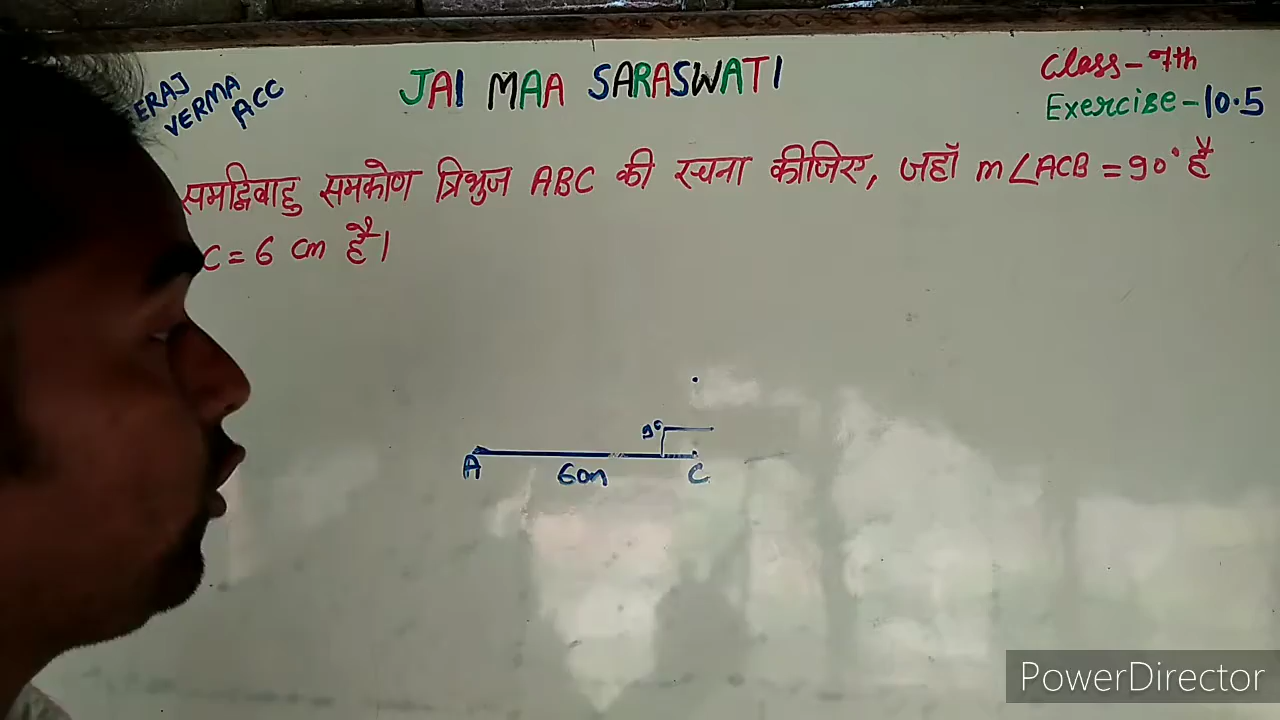 ERAJ
VERMA
ACC
JAI MAA SARASWATI
Class-7th
Exercise-10.5
समद्विबाहु समकोण त्रिभुज ABC की रचना कीजिए, जहाँ m∠ACB = 90° है
C = 6 cm है।
90
A 6cm C
PowerDirector